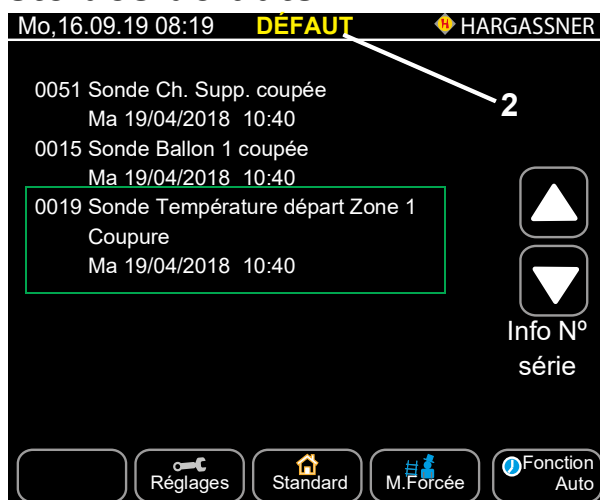 Mo,16.09.19 08:19 DÉFAUT HARGASSNER
2
0051 Sonde Ch. Supp. coupée
Ma 19/04/2018 10:40
0015 Sonde Ballon 1 coupée
Ma 19/04/2018 10:40
0019 Sonde Température départ Zone 1
Coupure
Ma 19/04/2018 10:40
Info Nº
série
Réglages
Standard
M.Forcée
Fonction
Auto